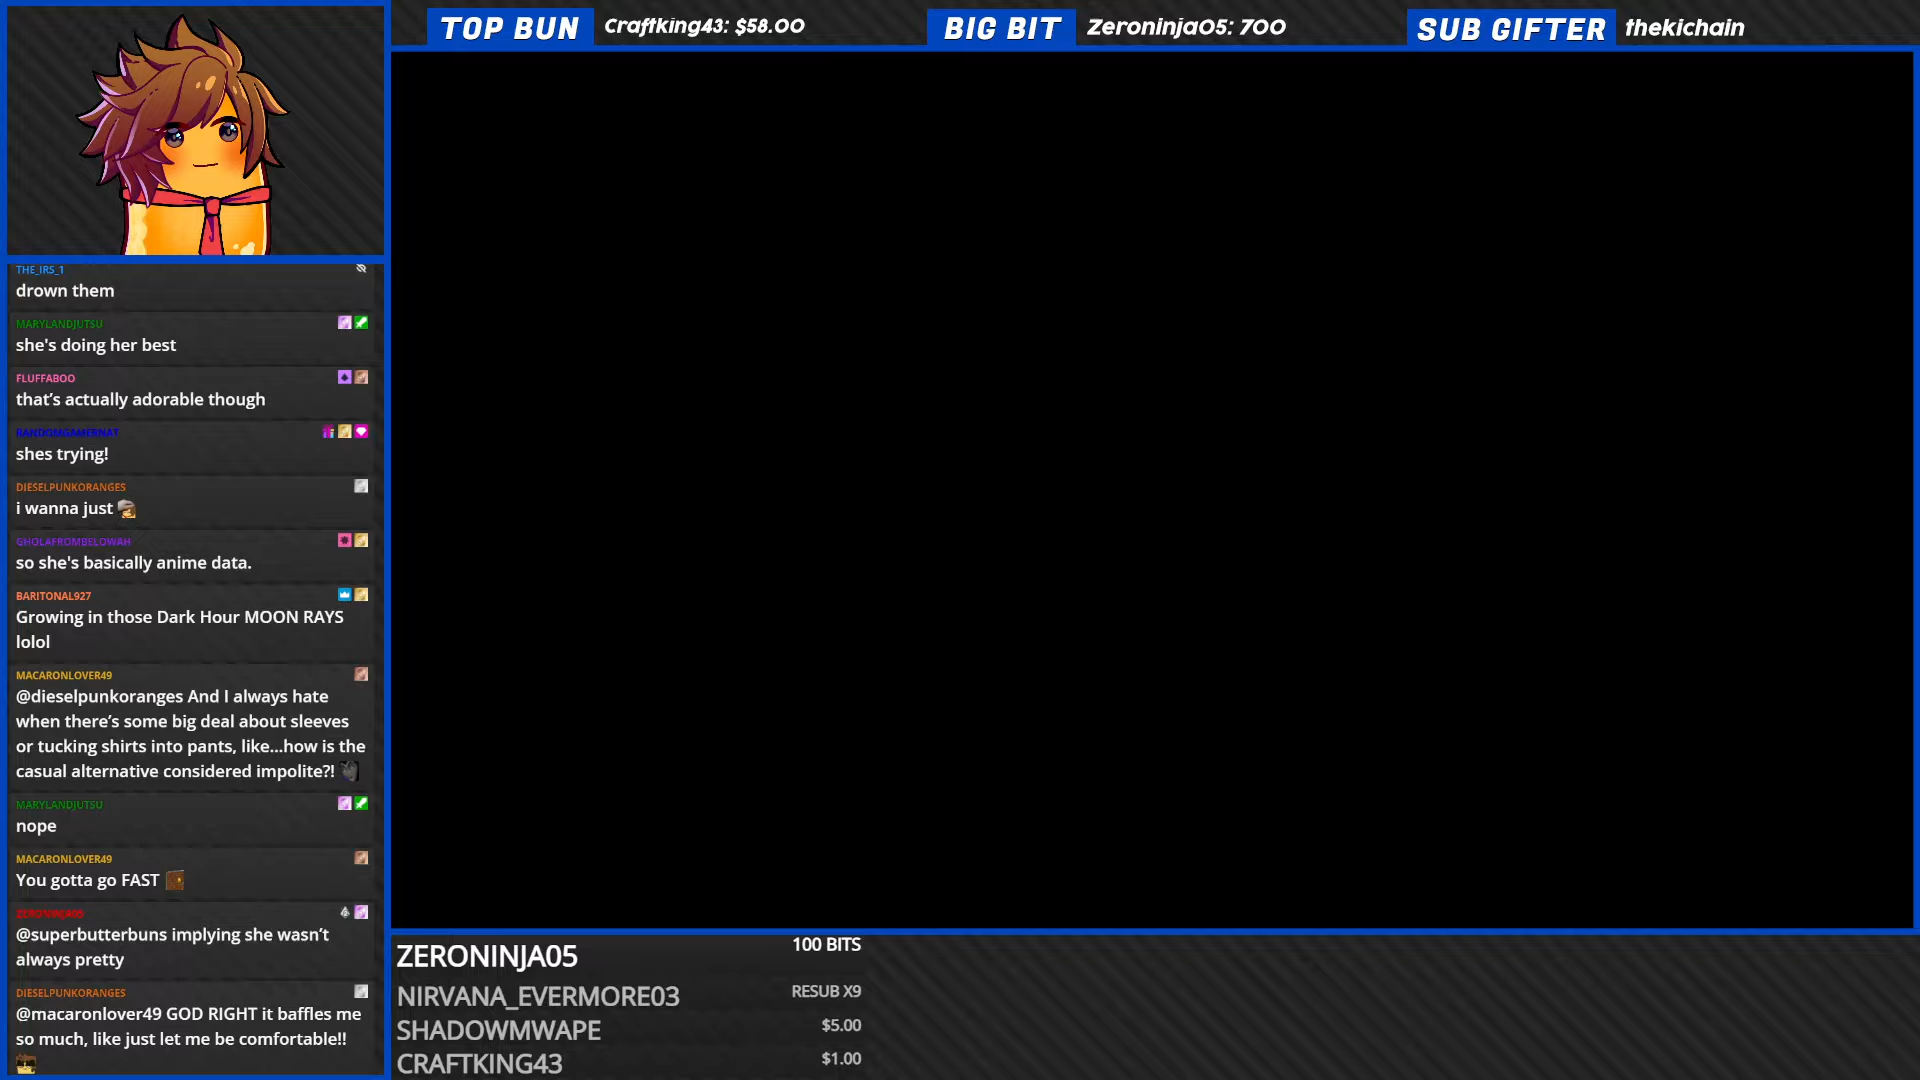 TOP BUN Craftking43: $58.00 BIG BIT Zeroninja05: 700 SUB GIFTER thekichain
THE_IRS_1
drown them
MARYLANDJUTSU
she's doing her best
FLUFFABOO
that’s actually adorable though
RANDOMGAMERNAT
shes trying!
DIESELPUNKORANGES
i wanna just
GHOLAFROMBELOWAH
so she's basically anime data.
BARITONAL927
Growing in those Dark Hour MOON RAYS
lolol
MACARONLOVER49
@dieselpunkoranges And I always hate
when there’s some big deal about sleeves
or tucking shirts into pants, like...how is the
casual alternative considered impolite?!
MARYLANDJUTSU
nope
MACARONLOVER49
You gotta go FAST
ZERONINJA05
@superbutterbuns implying she wasn’t
always pretty
DIESELPUNKORANGES
@macaronlover49 GOD RIGHT it baffles me
so much, like just let me be comfortable!!
ZERONINJA05 100 BITS
NIRVANA_EVERMORE03 RESUB X9
SHADOWMWAPE $5.00
CRAFTKING43 $1.00